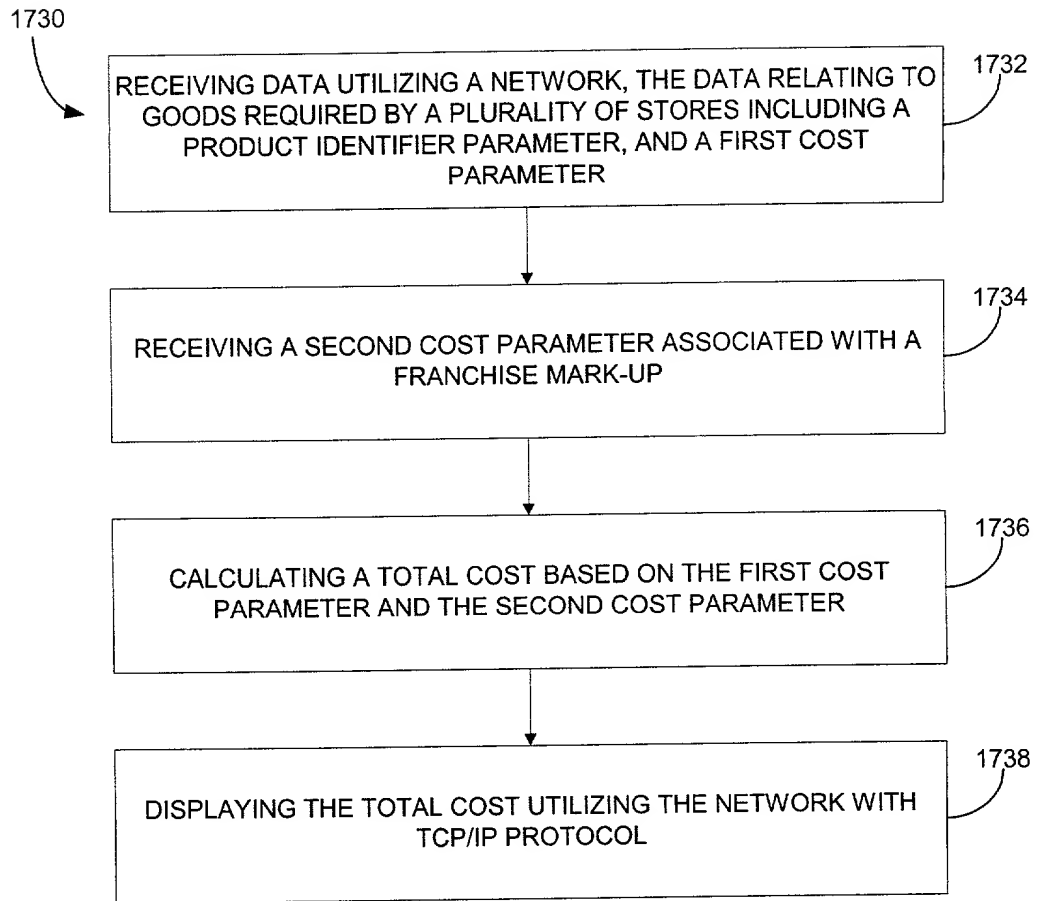 1730
RECEIVING DATA UTILIZING A NETWORK, THE DATA RELATING TO
GOODS REQUIRED BY A PLURALITY OF STORES INCLUDING A
PRODUCT IDENTIFIER PARAMETER, AND A FIRST COST
PARAMETER
1732
RECEIVING A SECOND COST PARAMETER ASSOCIATED WITH A
FRANCHISE MARK-UP
1734
CALCULATING A TOTAL COST BASED ON THE FIRST COST
PARAMETER AND THE SECOND COST PARAMETER
1736
DISPLAYING THE TOTAL COST UTILIZING THE NETWORK WITH
TCP/IP PROTOCOL
1738